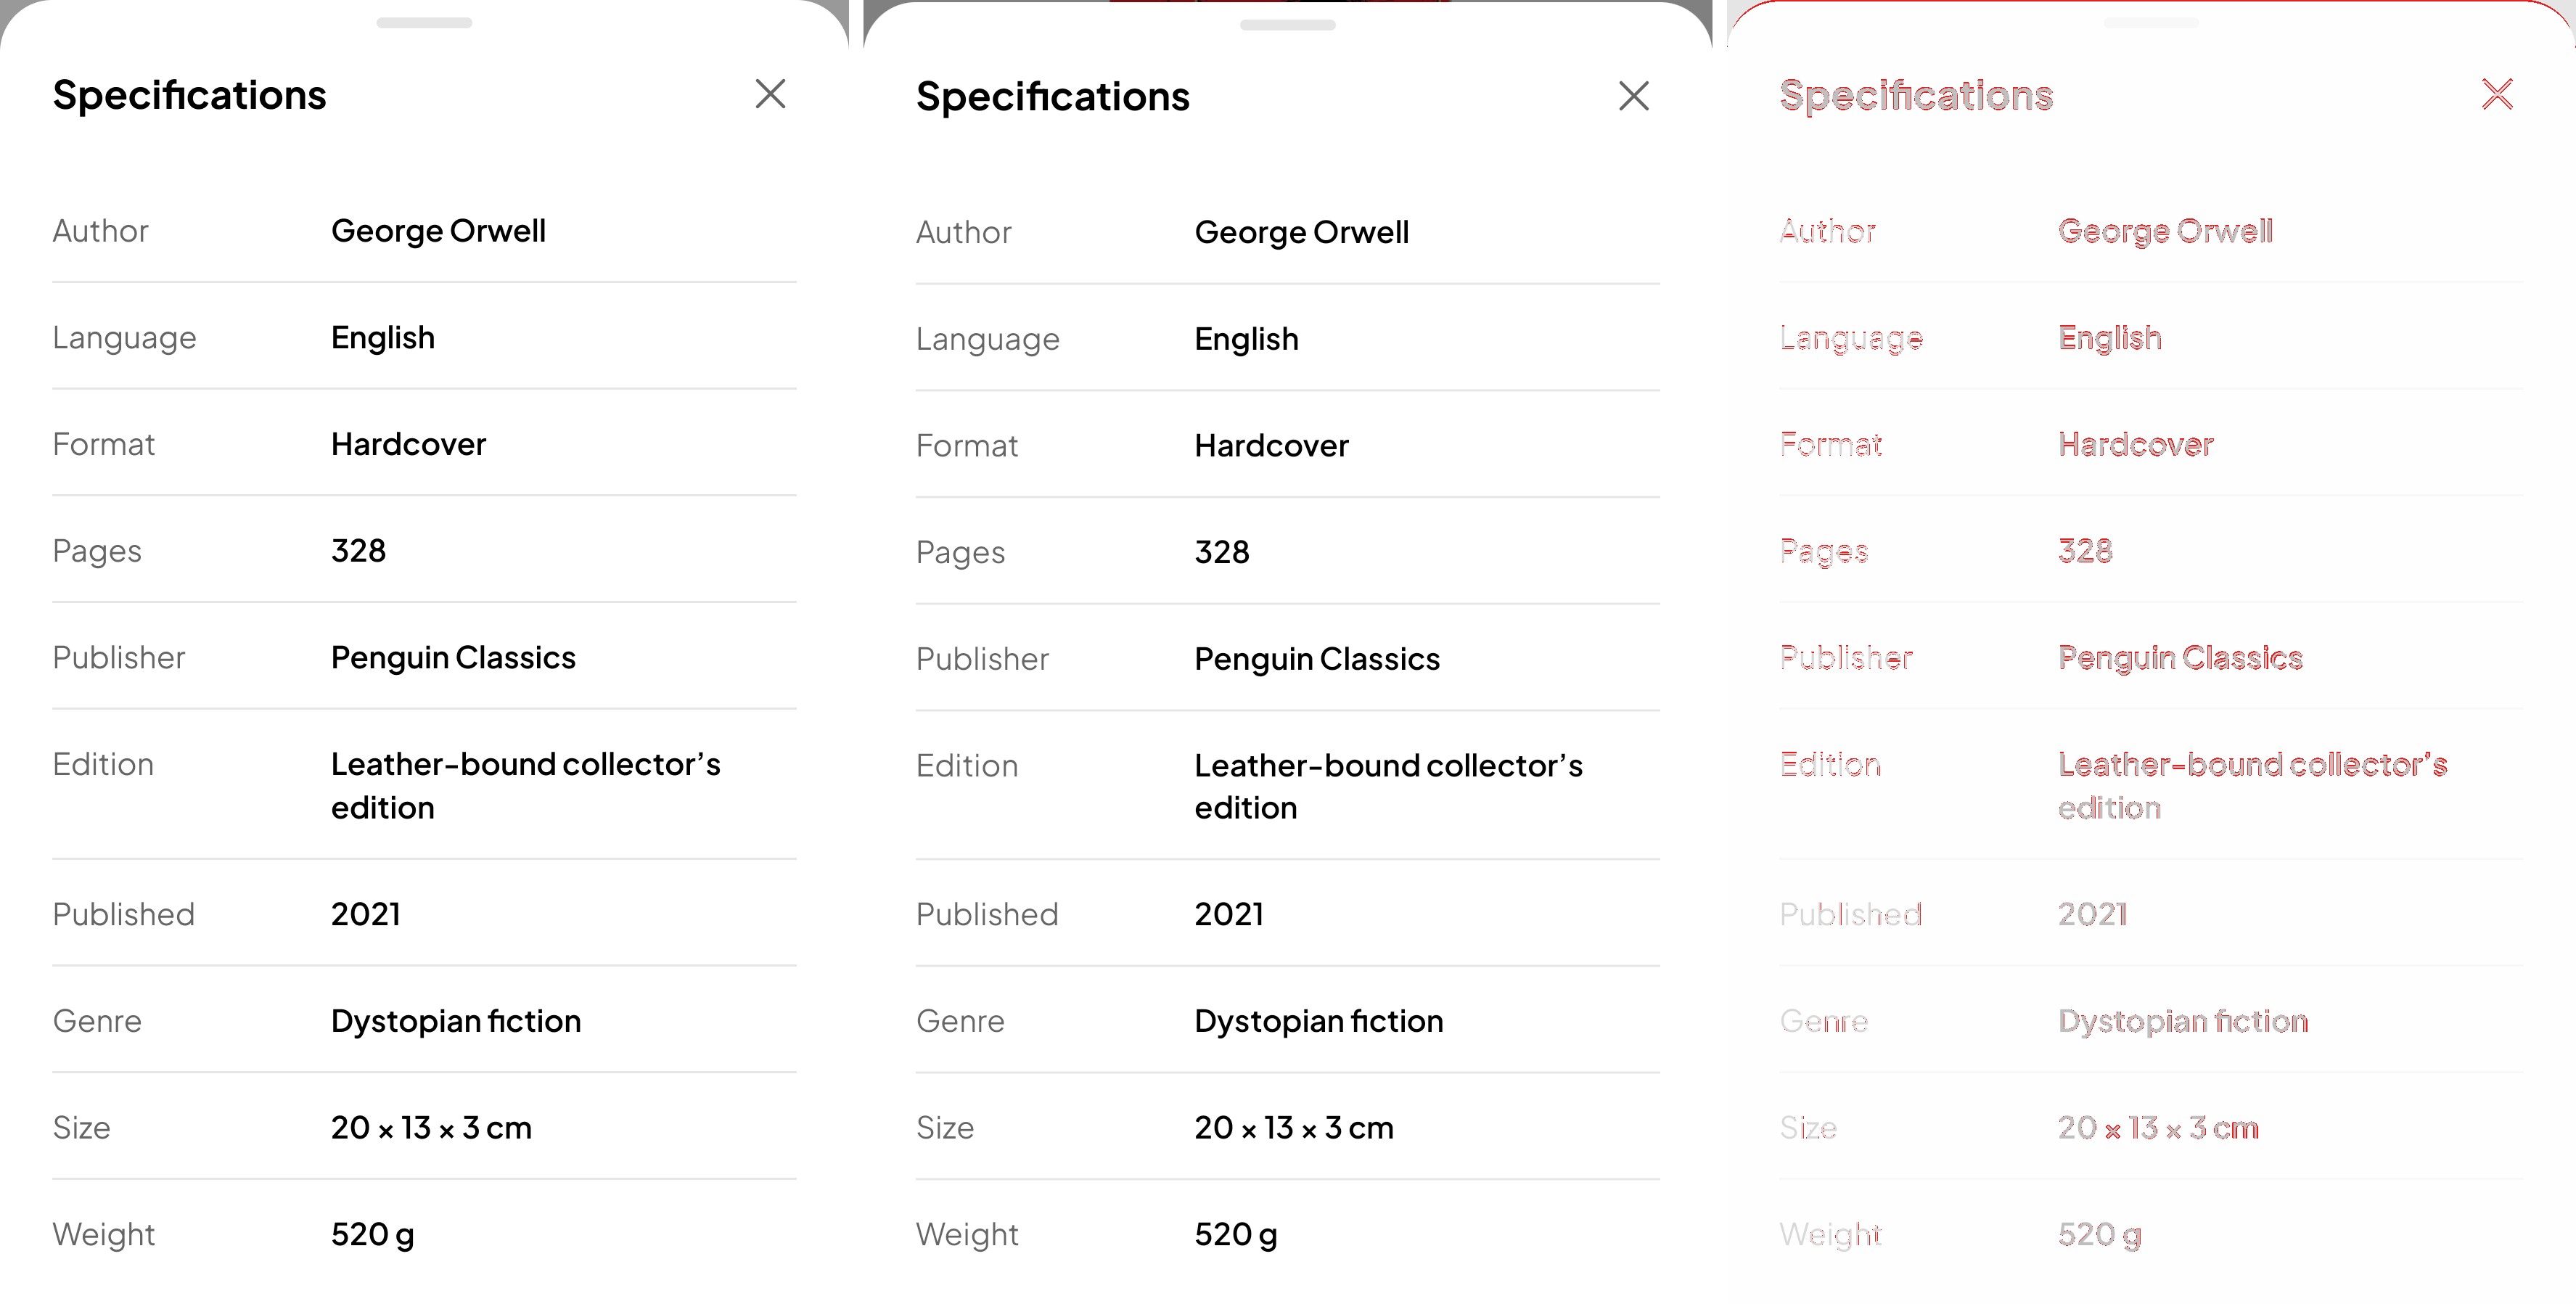 Specifications
Author George Orwell
Language English
Format Hardcover
Pages 328
Publisher Penguin Classics
Edition Leather-bound collector’s
edition
Published 2021
Genre Dystopian fiction
Size 20 × 13 × 3 cm
Weight 520 g
Specifications
Author George Orwell
Language English
Format Hardcover
Pages 328
Publisher Penguin Classics
Edition Leather-bound collector’s
edition
Published 2021
Genre Dystopian fiction
Size 20 × 13 × 3 cm
Weight 520 g
Specifications
Author George Orwell
Language English
Format Hardcover
Pages 328
Publisher Penguin Classics
Edition Leather-bound collector’s
edition
Published 2021
Genre Dystopian fiction
Size 20 × 13 × 3 cm
Weight 520 g